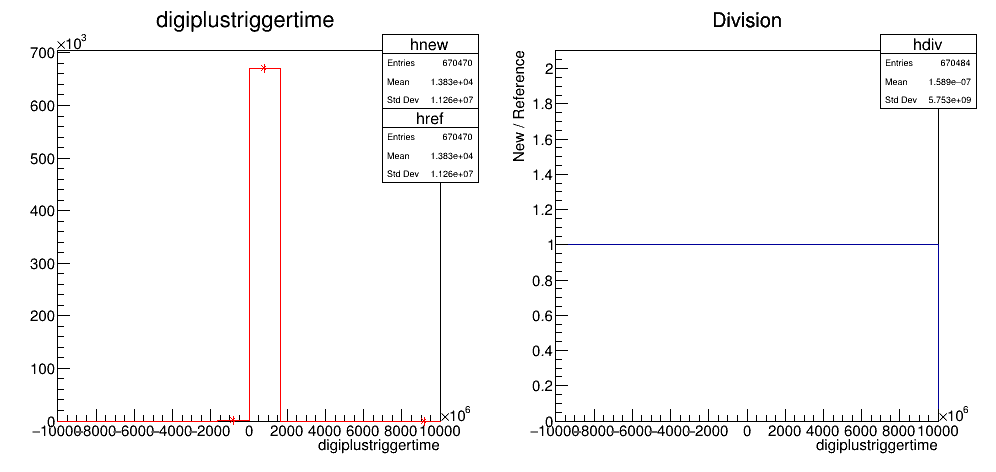 digiplustriggertime
×10³
700
600
500
400
300
200
100
0
−10000 −8000 −6000 −4000 −2000 0 2000 4000 6000 8000 10000
×10⁶
digiplustriggertime
hnew
Entries 670470
Mean 1.383e+04
Std Dev 1.126e+07
href
Entries 670470
Mean 1.383e+04
Std Dev 1.126e+07
Division
New / Reference
2
1.8
1.6
1.4
1.2
1
0.8
0.6
0.4
0.2
0
−10000 −8000 −6000 −4000 −2000 0 2000 4000 6000 8000 10000
×10⁶
digiplustriggertime
hdiv
Entries 670484
Mean 1.589e−07
Std Dev 5.753e+09